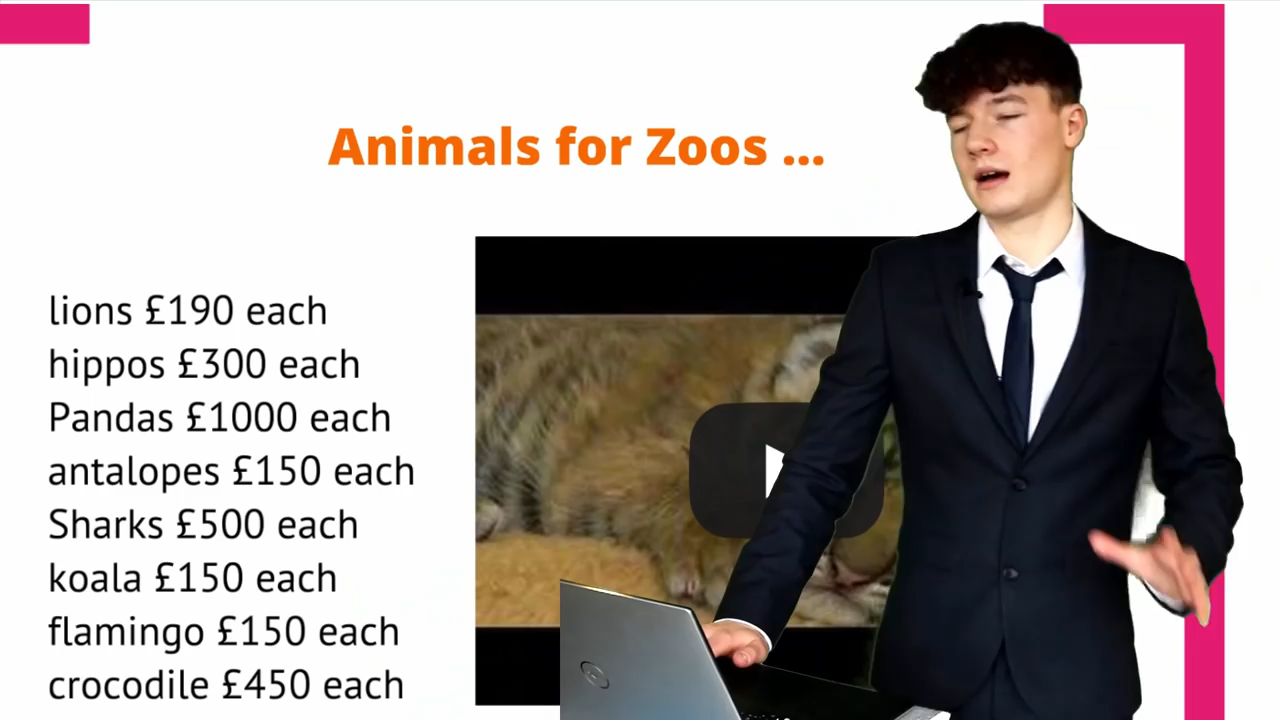 Animals for Zoos ...
lions £190 each
hippos £300 each
Pandas £1000 each
antalopes £150 each
Sharks £500 each
koala £150 each
flamingo £150 each
crocodile £450 each